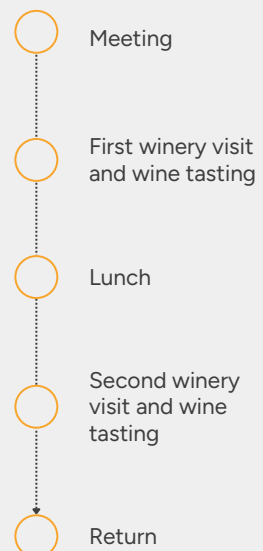 Meeting
First winery visit
and wine tasting
Lunch
Second winery
visit and wine
tasting
Return